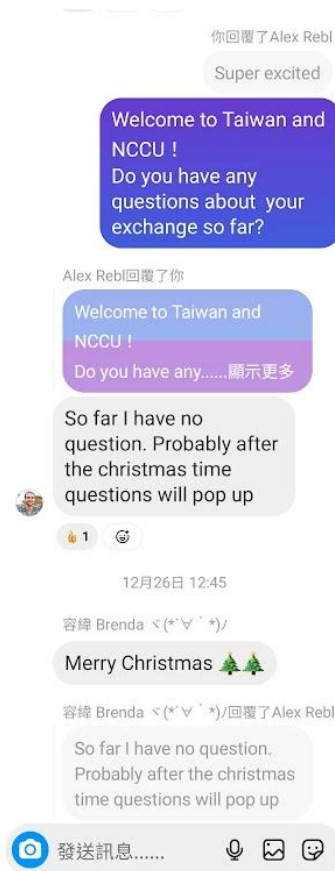 你回覆了Alex Rebl
Super excited
Welcome to Taiwan and
NCCU！
Do you have any
questions about your
exchange so far?
Alex Rebl回覆了你
Welcome to Taiwan and
NCCU！
Do you have any......顯示更多
So far I have no
question. Probably after
the christmas time
questions will pop up
👍 1
12月26日 12:45
容緯 Brenda ヾ(*´∀｀*)ﾉ
Merry Christmas 🎄🎄
容緯 Brenda ヾ(*´∀｀*)ﾉ回覆了Alex Rebl
So far I have no question.
Probably after the christmas
time questions will pop up
發送訊息......